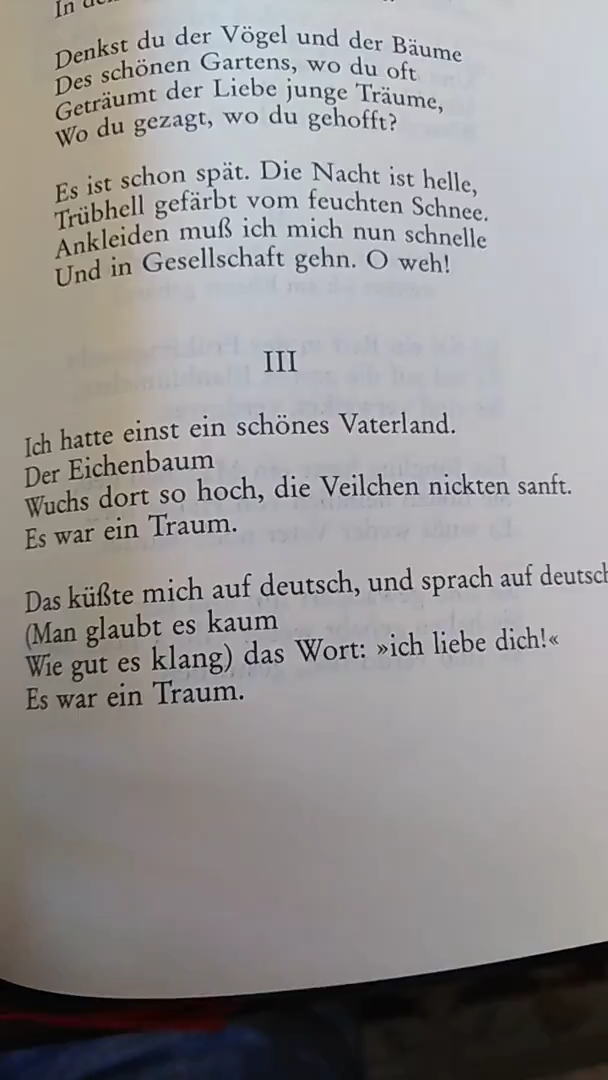 In
Denkst du der Vögel und der Bäume
Des schönen Gartens, wo du oft
Geträumt der Liebe junge Träume,
Wo du gezagt, wo du gehofft?
Es ist schon spät. Die Nacht ist helle,
Trübhell gefärbt vom feuchten Schnee.
Ankleiden muß ich mich nun schnelle
Und in Gesellschaft gehn. O weh!
III
Ich hatte einst ein schönes Vaterland.
Der Eichenbaum
Wuchs dort so hoch, die Veilchen nickten sanft.
Es war ein Traum.
Das küßte mich auf deutsch, und sprach auf deutsch
(Man glaubt es kaum
Wie gut es klang) das Wort: »ich liebe dich!«
Es war ein Traum.